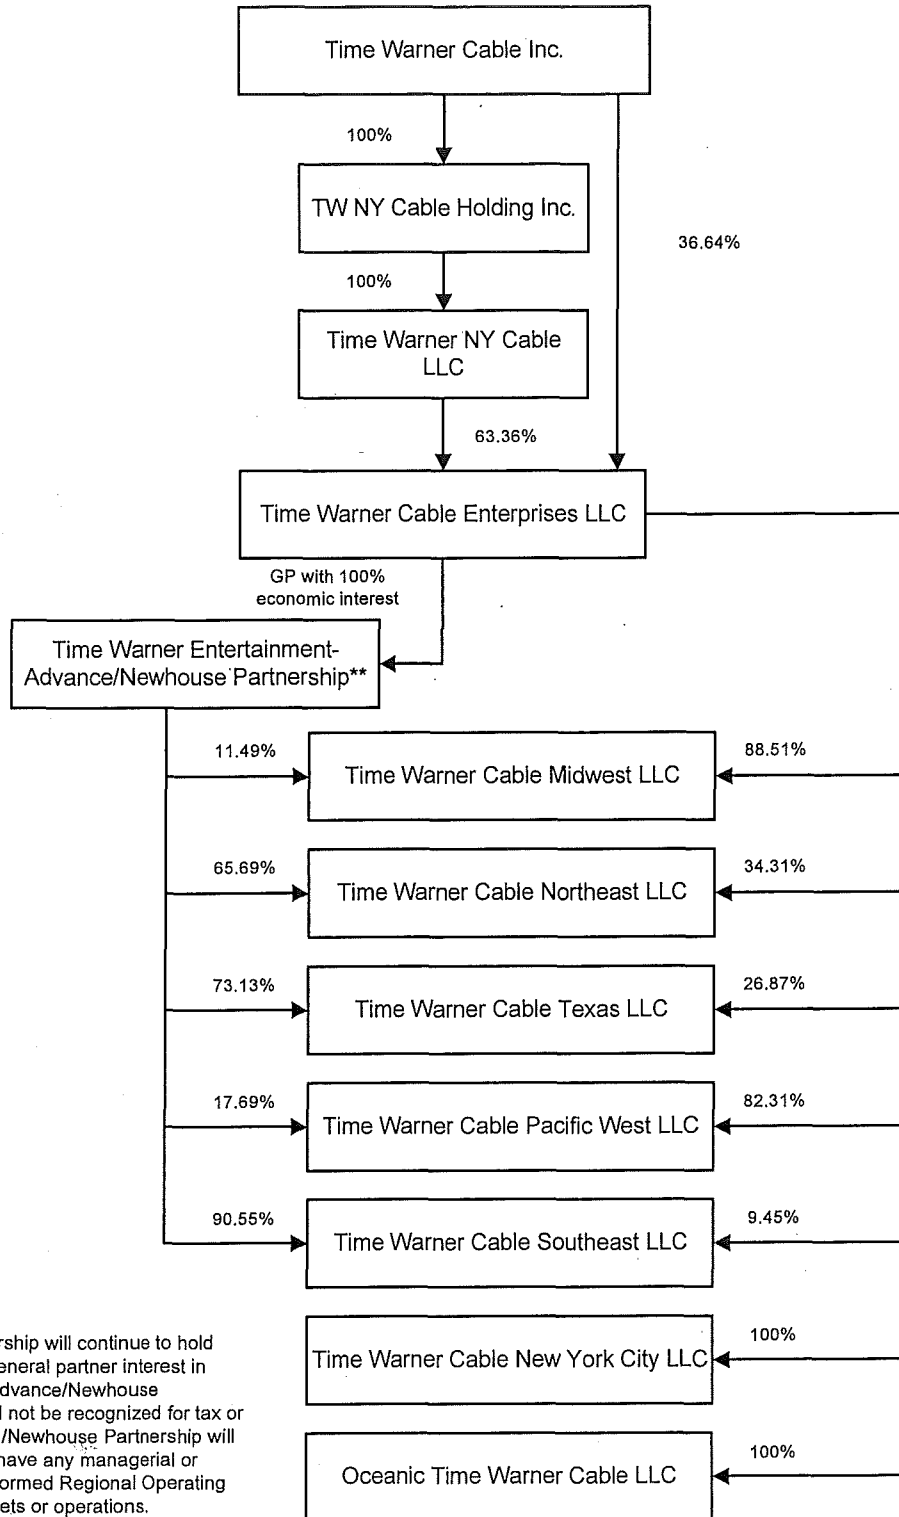 Time Warner Cable Inc.
100%
TW NY Cable Holding Inc.
36.64%
100%
Time Warner NY Cable
LLC
63.36%
Time Warner Cable Enterprises LLC
GP with 100%
economic interest
Time Warner Entertainment-
Advance/Newhouse Partnership**
11.49%
Time Warner Cable Midwest LLC
88.51%
65.69%
Time Warner Cable Northeast LLC
34.31%
73.13%
Time Warner Cable Texas LLC
26.87%
17.69%
Time Warner Cable Pacific West LLC
82.31%
90.55%
Time Warner Cable Southeast LLC
9.45%
Time Warner Cable New York City LLC
100%
Oceanic Time Warner Cable LLC
100%
rship will continue to hold
eneral partner interest in
dvance/Newhouse
l not be recognized for tax or
/Newhouse Partnership will
have any managerial or
ormed Regional Operating
ets or operations.